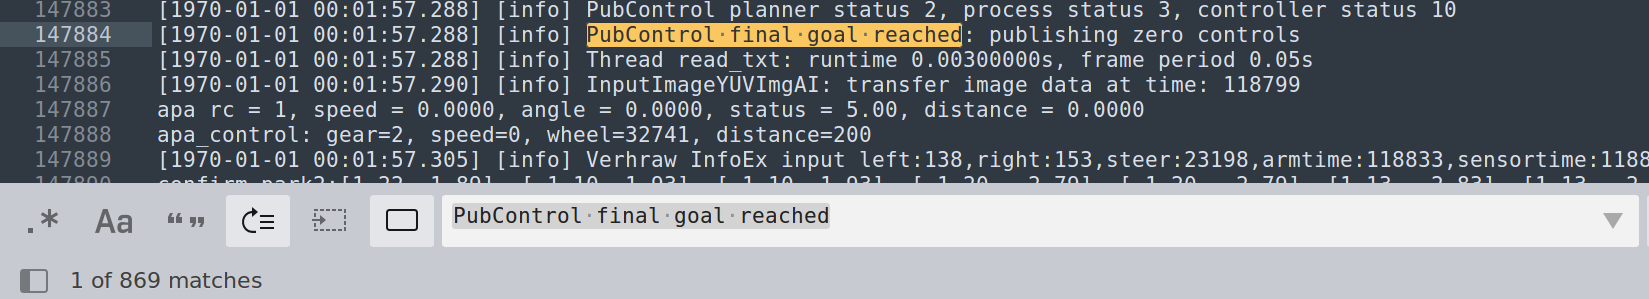 147883 [1970-01-01 00:01:57.288] [info] PubControl planner status 2, process status 3, controller status 10
147884 [1970-01-01 00:01:57.288] [info] PubControl·final·goal·reached: publishing zero controls
147885 [1970-01-01 00:01:57.288] [info] Thread read_txt: runtime 0.00300000s, frame period 0.05s
147886 [1970-01-01 00:01:57.290] [info] InputImageYUVImgAI: transfer image data at time: 118799
147887 apa rc = 1, speed = 0.0000, angle = 0.0000, status = 5.00, distance = 0.0000
147888 apa_control: gear=2, speed=0, wheel=32741, distance=200
147889 [1970-01-01 00:01:57.305] [info] Verhraw InfoEx input left:138,right:153,steer:23198,armtime:118833,sensortime:1188
.* Aa “” PubControl·final·goal·reached
1 of 869 matches